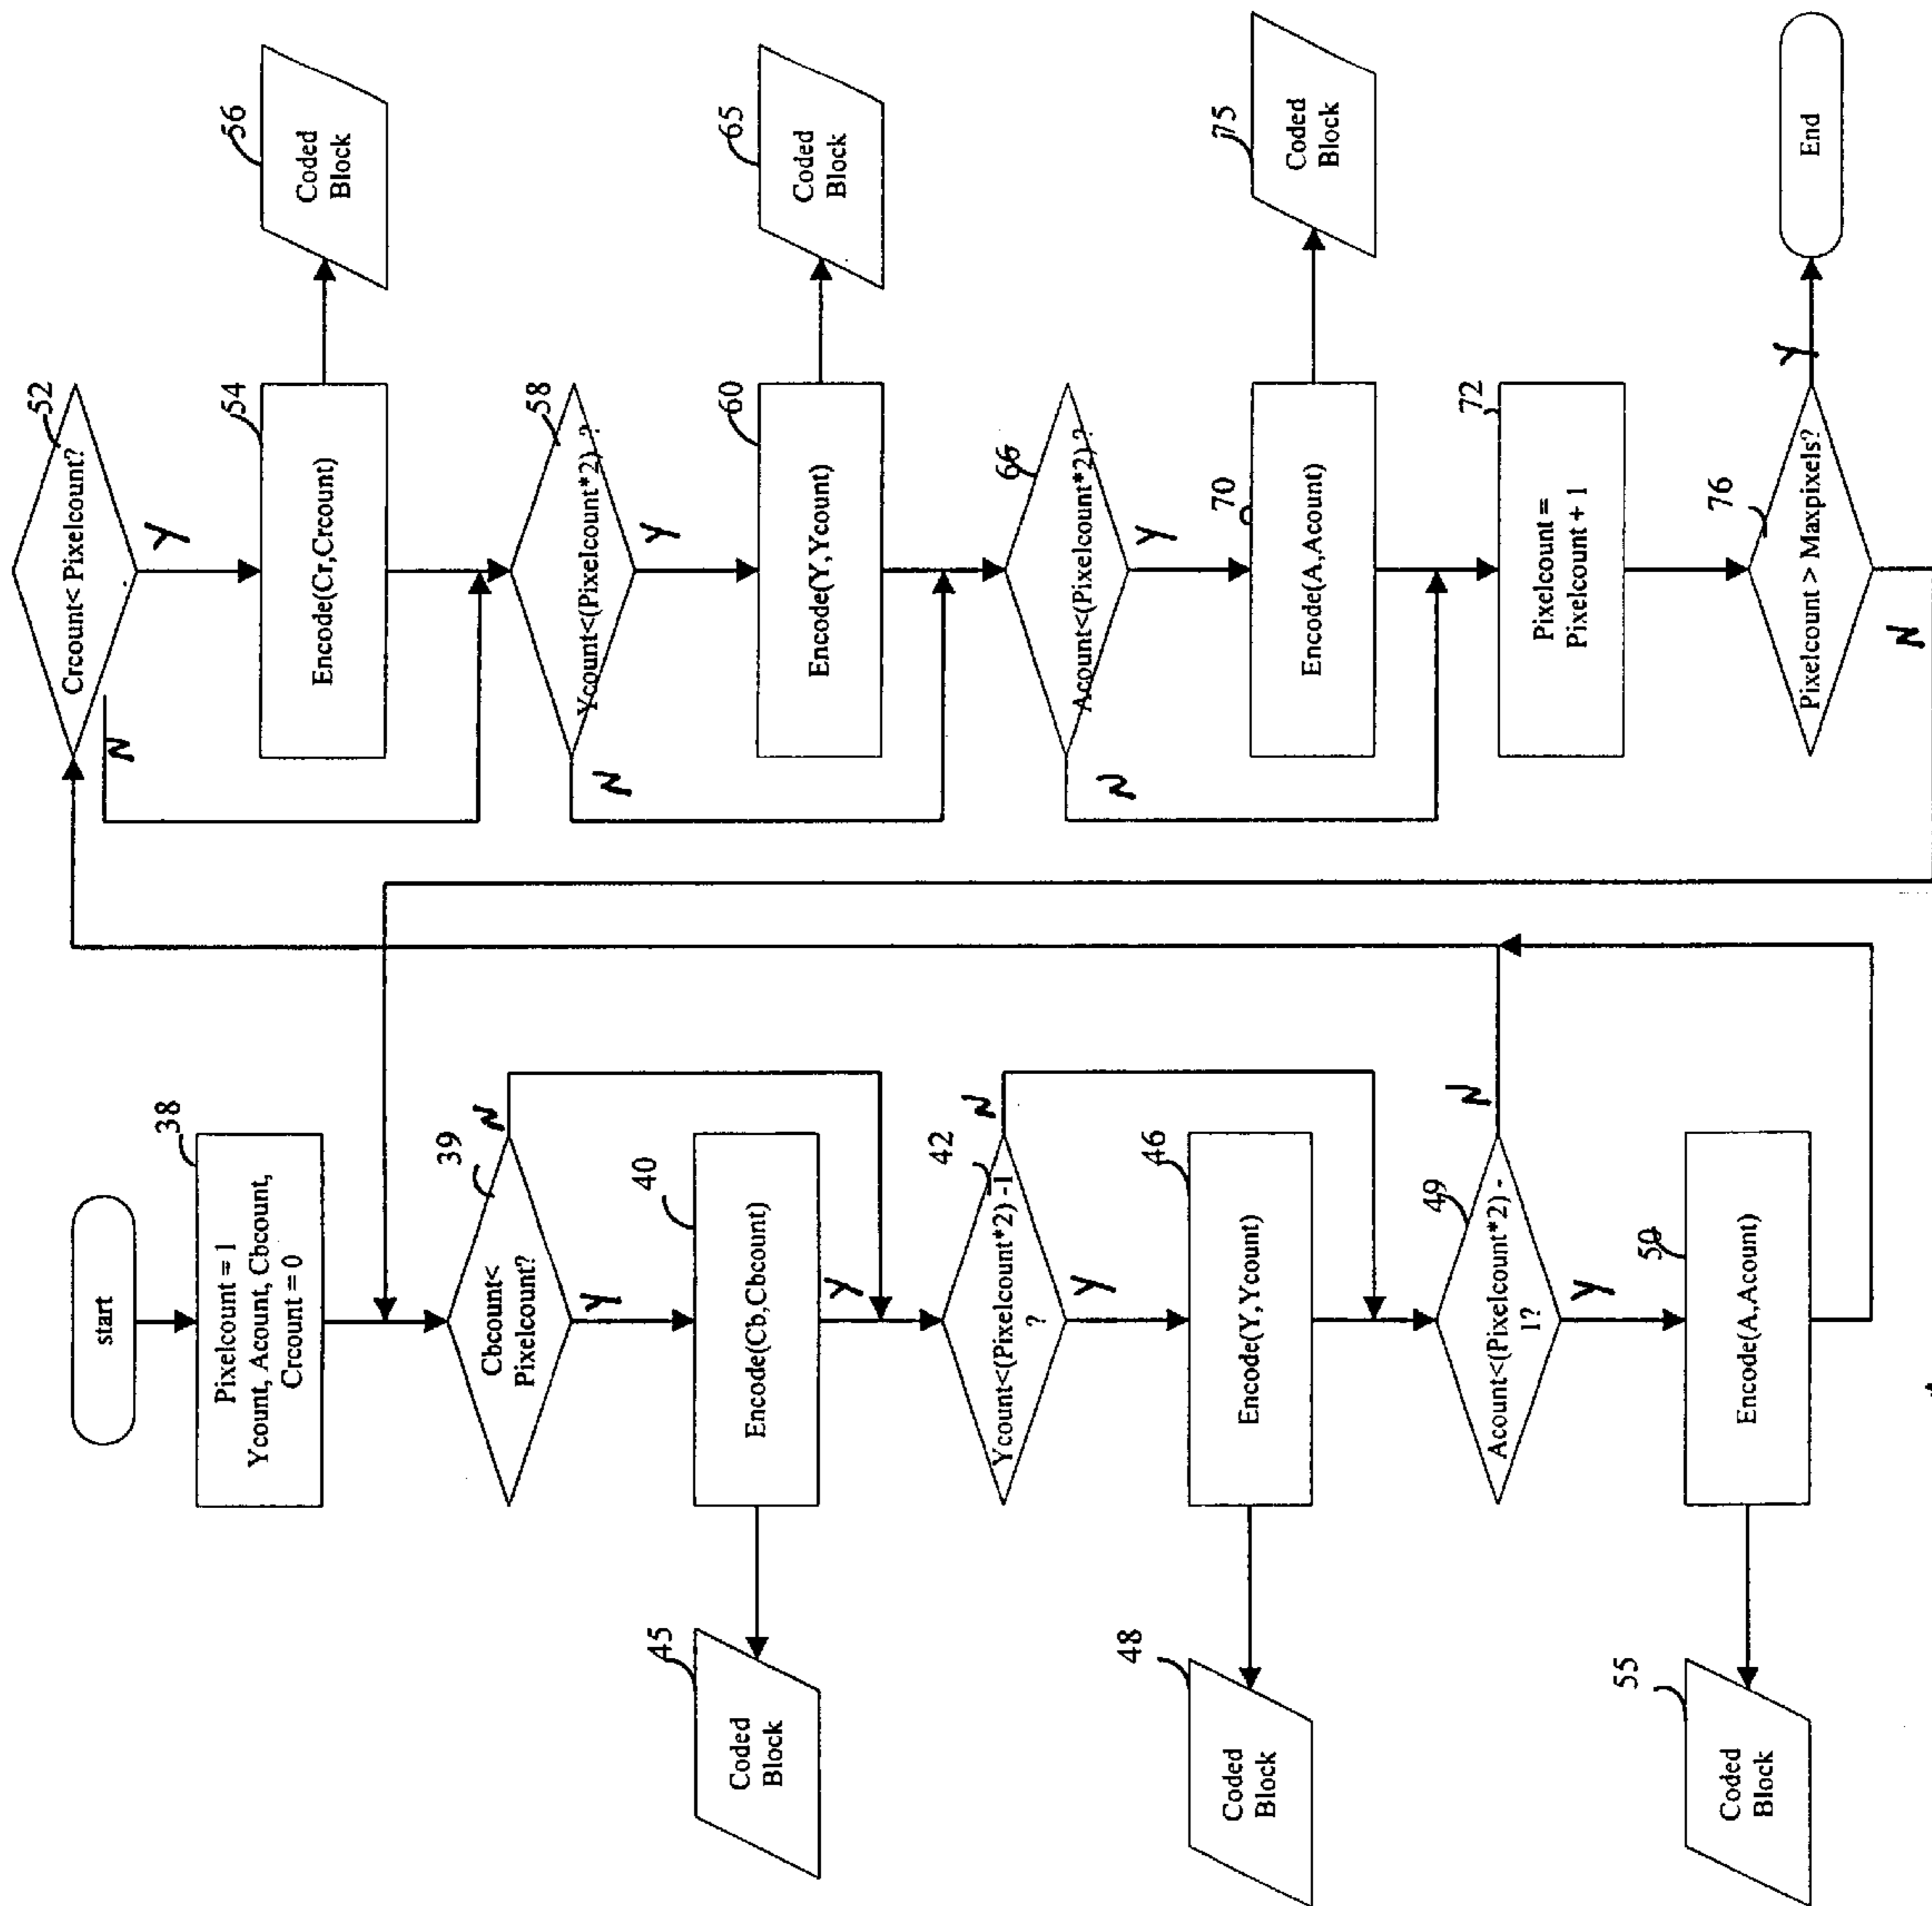 start
38
Pixelcount = 1
Ycount, Acount, Cbcount,
Crcount = 0
39
Cbcount<
Pixelcount?
N
Y
40
Encode(Cb,Cbcount)
Y
45
Coded
Block
42
Ycount<(Pixelcount*2) -1
?
N
Y
46
Encode(Y,Ycount)
48
Coded
Block
49
Acount<(Pixelcount*2) -
1?
N
Y
50
Encode(A,Acount)
55
Coded
Block
52
Crcount< Pixelcount?
N
Y
54
Encode(Cr,Crcount)
56
Coded
Block
58
Ycount<(Pixelcount*2) ?
N
Y
60
Encode(Y,Ycount)
65
Coded
Block
66
Acount<(Pixelcount*2) ?
N
Y
70
Encode(A,Acount)
75
Coded
Block
72
Pixelcount =
Pixelcount + 1
76
Pixelcount > Maxpixels?
Y
N
End